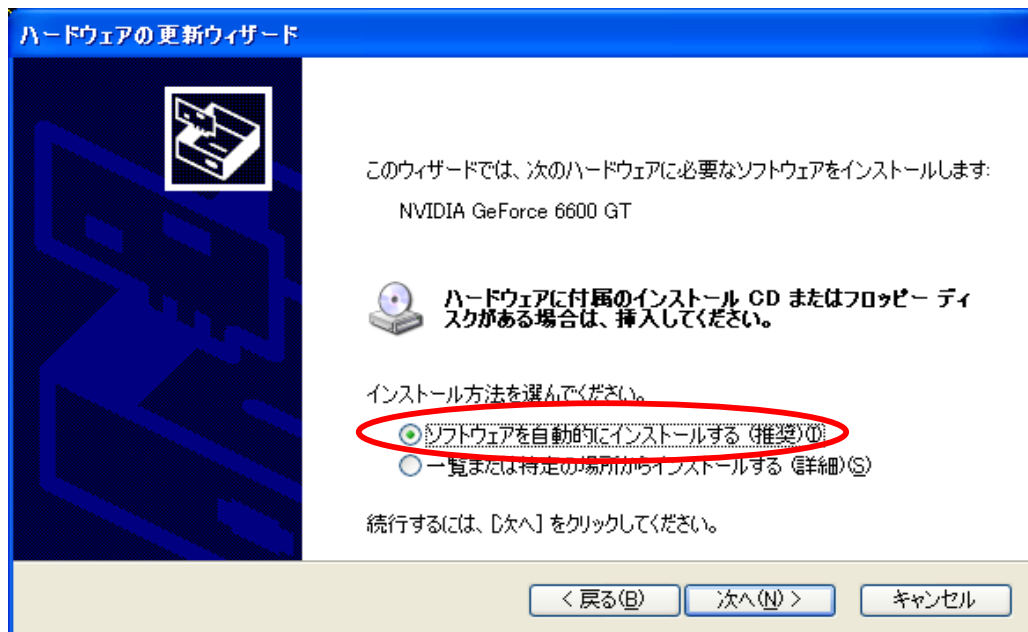 ハードウェアの更新ウィザード
このウィザードでは、次のハードウェアに必要なソフトウェアをインストールします:
NVIDIA GeForce 6600 GT
ハードウェアに付属のインストール CD またはフロッピー ディ
スクがある場合は、挿入してください。
インストール方法を選んでください。
ソフトウェアを自動的にインストールする (推奨)(I)
一覧または特定の場所からインストールする (詳細)(S)
続行するには、[次へ] をクリックしてください。
< 戻る(B)
次へ(N) >
キャンセル